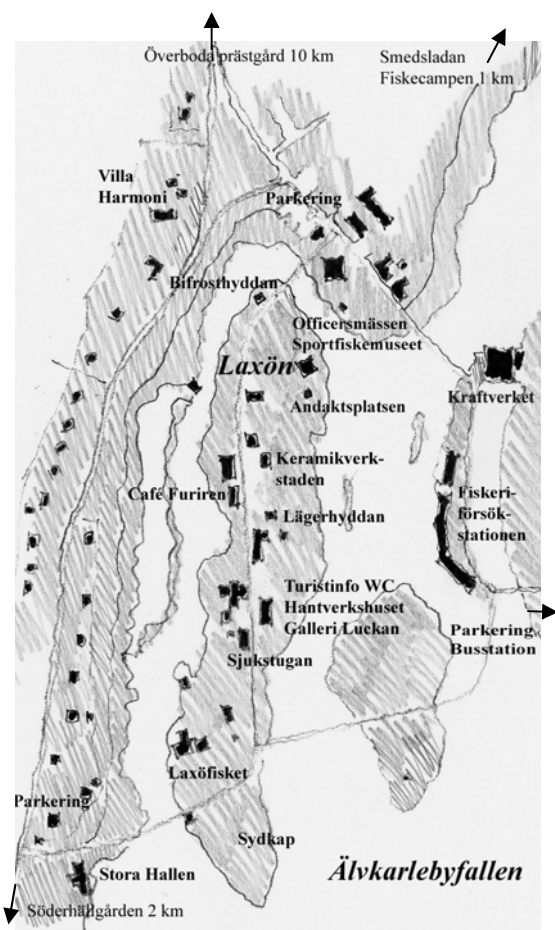 Överboda prästgård 10 km
Smedsladan
Fiskecampen 1 km
Villa
Harmoni
Parkering
Bifrosthyddan
Officersmässen
Sportfiskemuseet
Laxön
Kraftverket
Andaktsplatsen
Keramikverk-
staden
Café Furiren
Fiskeri-
försök-
stationen
Lägerhyddan
Turistinfo WC
Hantverkshuset
Galleri Luckan
Parkering
Busstation
Sjukstugan
Laxöfisket
Parkering
Sydkap
Älvkarlebyfallen
Stora Hallen
Söderhällgården 2 km